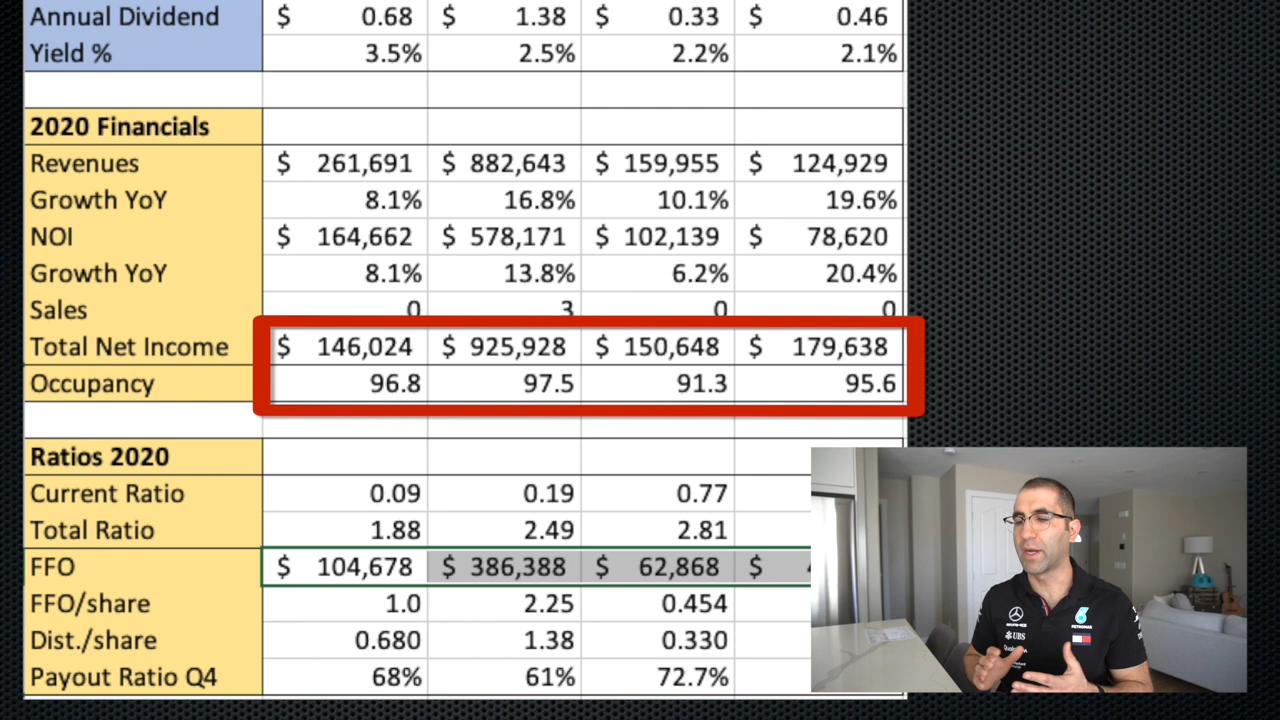 Annual Dividend $ 0.68 $ 1.38 $ 0.33 $ 0.46
Yield % 3.5% 2.5% 2.2% 2.1%
2020 Financials
Revenues $ 261,691 $ 882,643 $ 159,955 $ 124,929
Growth YoY 8.1% 16.8% 10.1% 19.6%
NOI $ 164,662 $ 578,171 $ 102,139 $ 78,620
Growth YoY 8.1% 13.8% 6.2% 20.4%
Sales 0 3 0 0
Total Net Income $ 146,024 $ 925,928 $ 150,648 $ 179,638
Occupancy 96.8 97.5 91.3 95.6
Ratios 2020
Current Ratio 0.09 0.19 0.77
Total Ratio 1.88 2.49 2.81
FFO $ 104,678 $ 386,388 $ 62,868 $
FFO/share 1.0 2.25 0.454
Dist./share 0.680 1.38 0.330
Payout Ratio Q4 68% 61% 72.7%
UBS
PETRONAS